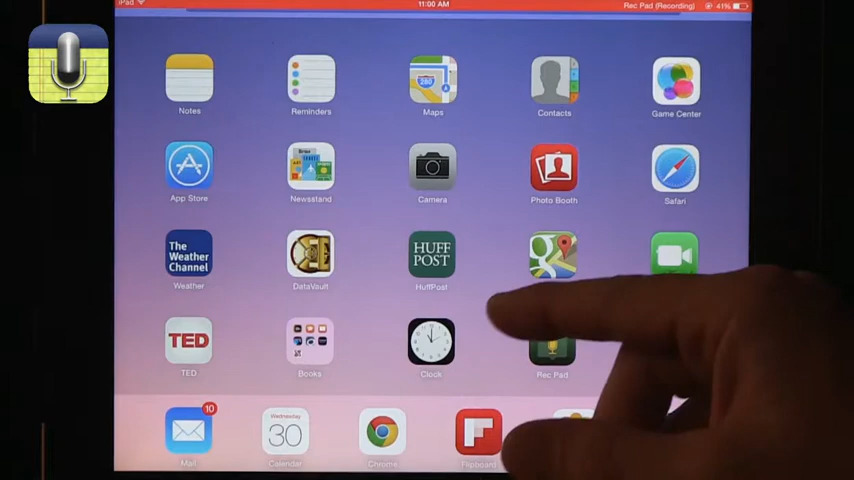 iPad 11:00 AM Rec Pad (Recording) 41%
Notes Reminders Maps Contacts Game Center
280
App Store Newsstand Camera Photo Booth Safari
The Weather Channel HUFF POST
Weather DataVault HuffPost
TED
TED Books Clock Rec Pad
10
Wednesday
30
Mail Calendar Chrome Flipboard